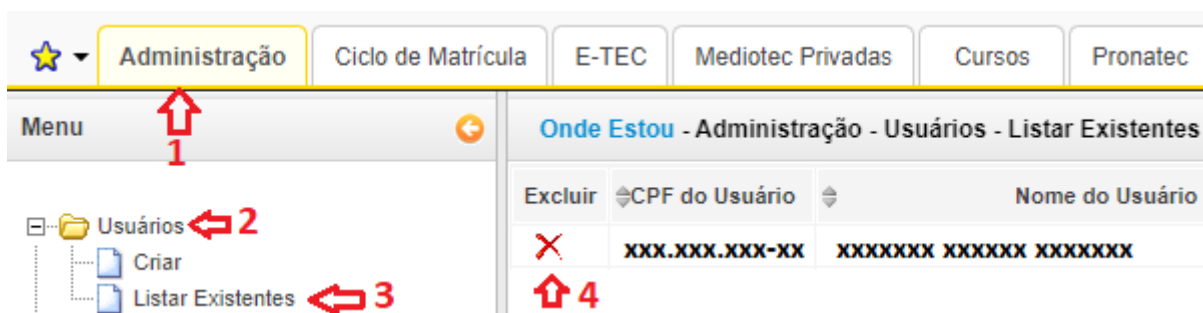 Administração Ciclo de Matrícula E-TEC Mediotec Privadas Cursos Pronatec
1
Menu
Onde Estou - Administração - Usuários - Listar Existentes
Usuários 2
Criar
Listar Existentes 3
Excluir CPF do Usuário Nome do Usuário
xxx.xxx.xxx-xx xxxxxxx xxxxxx xxxxxxx
4